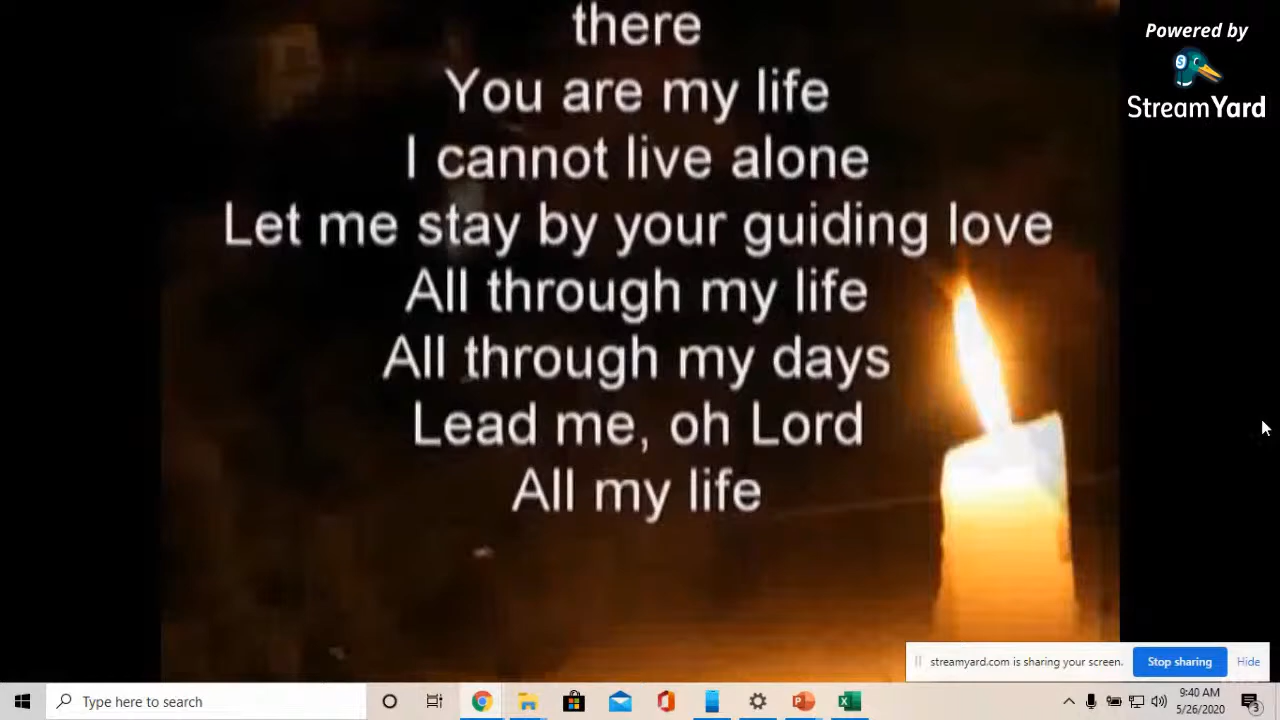 there
You are my life
I cannot live alone
Let me stay by your guiding love
All through my life
All through my days
Lead me, oh Lord
All my life
Powered by
StreamYard
streamyard.com is sharing your screen.
Stop sharing
Hide
Type here to search
9:40 AM
5/26/2020
3